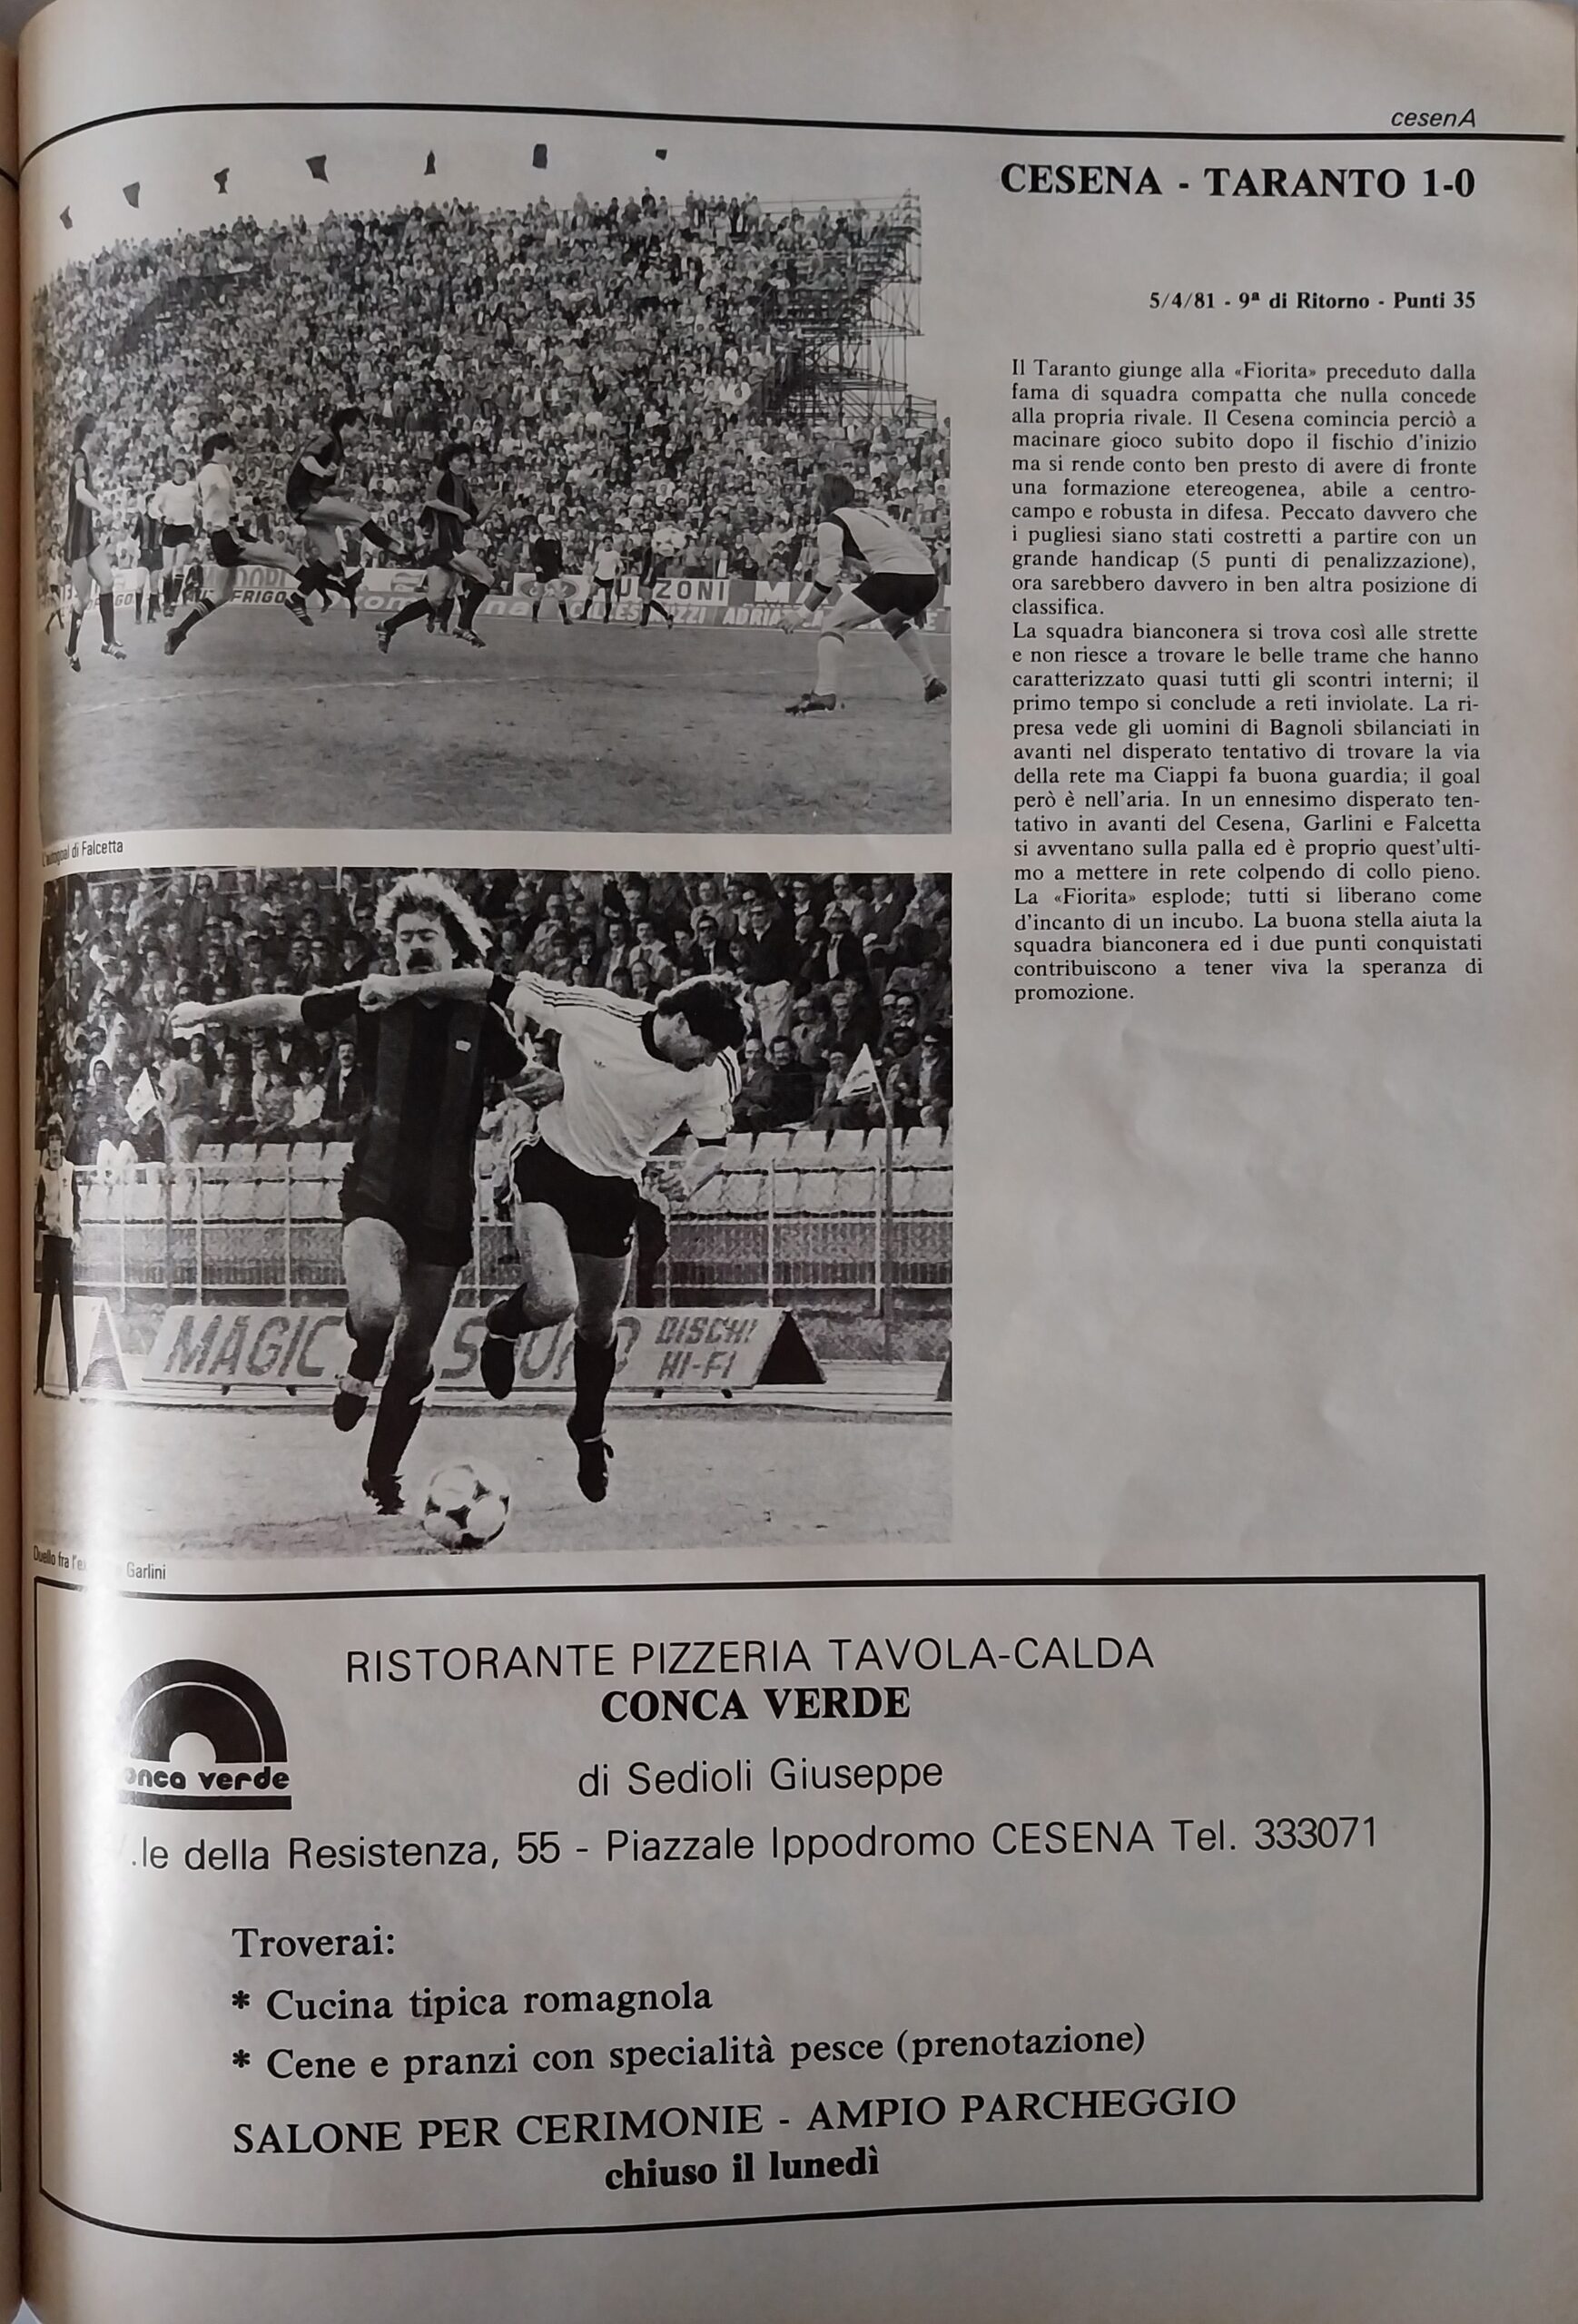 cesenA
CESENA - TARANTO 1-0
5/4/81 - 9ª di Ritorno - Punti 35
Il Taranto giunge alla «Fiorita» preceduto dalla
fama di squadra compatta che nulla concede
alla propria rivale. Il Cesena comincia perciò a
macinare gioco subito dopo il fischio d'inizio
ma si rende conto ben presto di avere di fronte
una formazione etereogenea, abile a centro-
campo e robusta in difesa. Peccato davvero che
i pugliesi siano stati costretti a partire con un
grande handicap (5 punti di penalizzazione),
ora sarebbero davvero in ben altra posizione di
classifica.
La squadra bianconera si trova così alle strette
e non riesce a trovare le belle trame che hanno
caratterizzato quasi tutti gli scontri interni; il
primo tempo si conclude a reti inviolate. La ri-
presa vede gli uomini di Bagnoli sbilanciati in
avanti nel disperato tentativo di trovare la via
della rete ma Ciappi fa buona guardia; il goal
però è nell'aria. In un ennesimo disperato ten-
tativo in avanti del Cesena, Garlini e Falcetta
si avventano sulla palla ed è proprio quest'ulti-
mo a mettere in rete colpendo di collo pieno.
La «Fiorita» esplode; tutti si liberano come
d'incanto di un incubo. La buona stella aiuta la
squadra bianconera ed i due punti conquistati
contribuiscono a tener viva la speranza di
promozione.
FRIGO
ZONI
L'autogoal di Falcetta
MAGIC SOUND DISCHI
HI-FI
Duello fra Garlini
RISTORANTE PIZZERIA TAVOLA-CALDA
CONCA VERDE
conca verde
di Sedioli Giuseppe
.le della Resistenza, 55 - Piazzale Ippodromo CESENA Tel. 333071
Troverai:
* Cucina tipica romagnola
* Cene e pranzi con specialità pesce (prenotazione)
SALONE PER CERIMONIE - AMPIO PARCHEGGIO
chiuso il lunedì